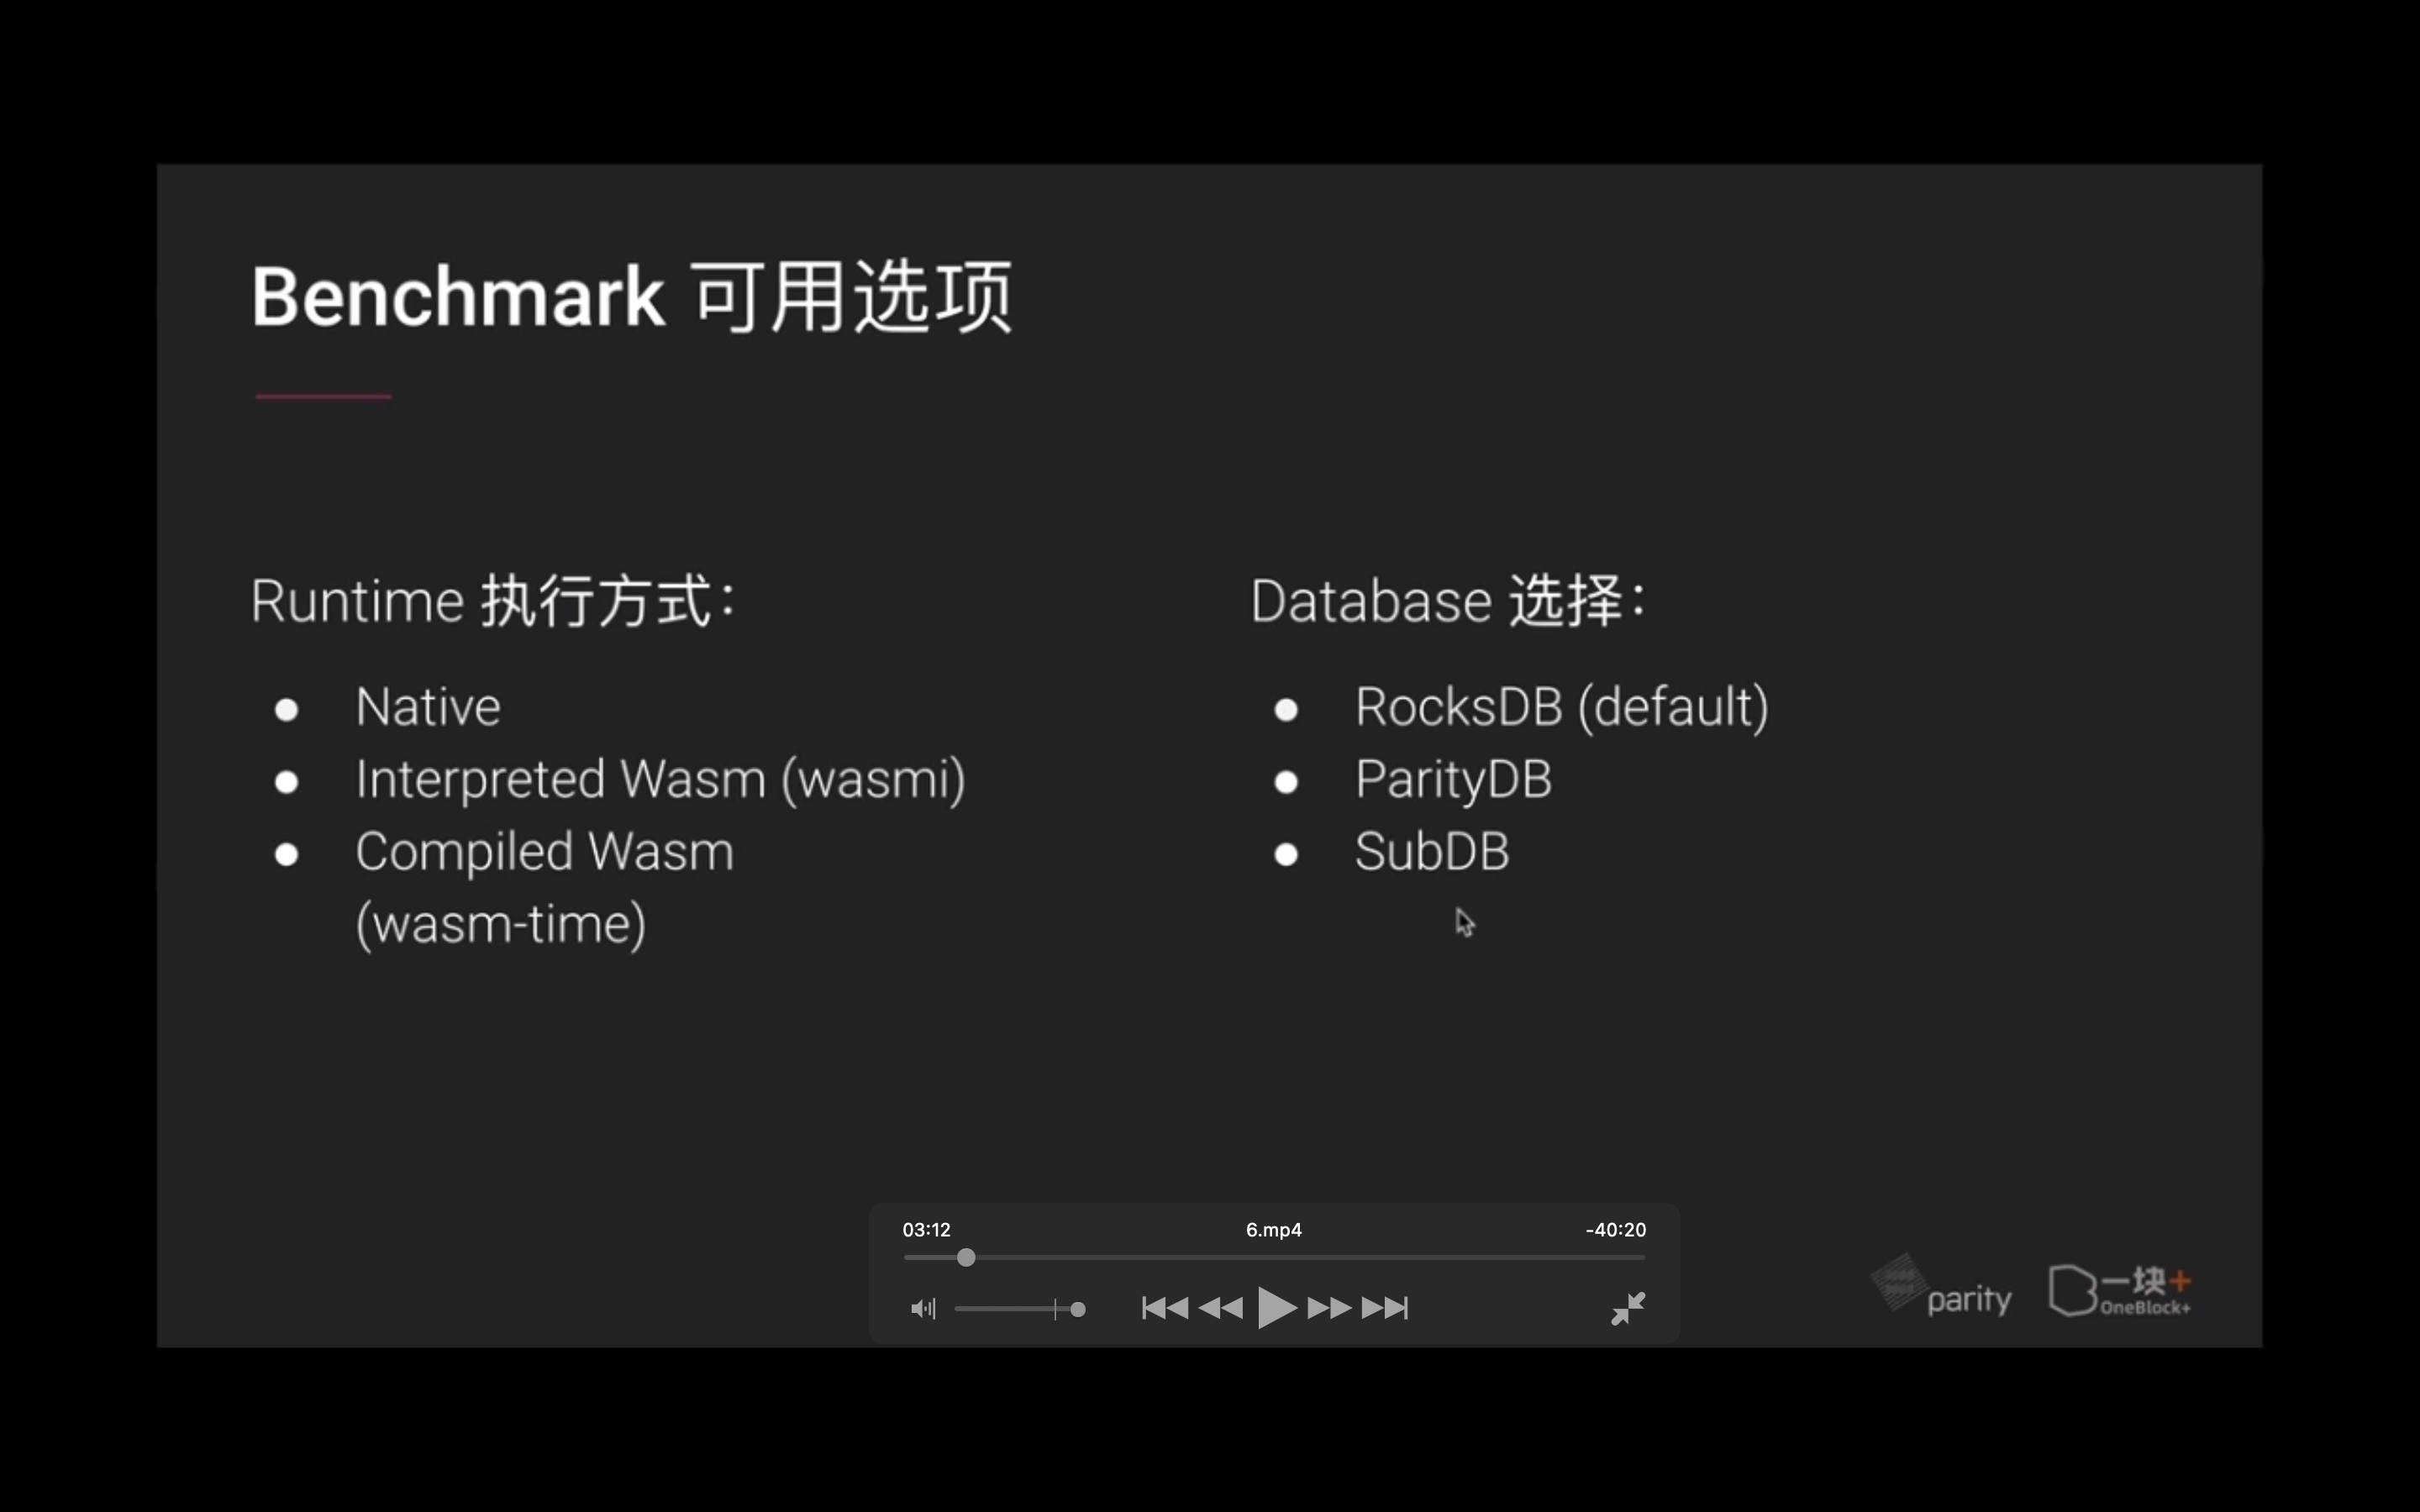 Benchmark 可用选项
Runtime 执行方式：
● Native
● Interpreted Wasm (wasmi)
● Compiled Wasm
(wasm-time)
Database 选择：
● RocksDB (default)
● ParityDB
● SubDB
03:12
6.mp4
-40:20
parity
一块+
OneBlock+